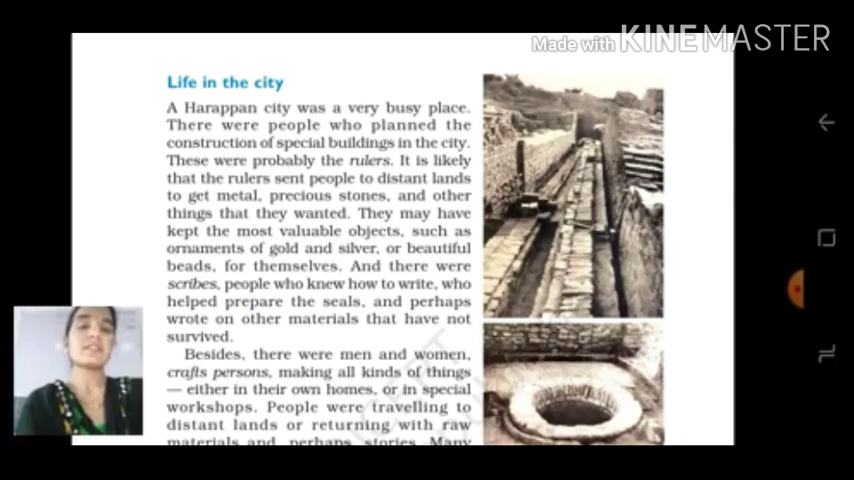 Made with KINEMASTER
Life in the city
A Harappan city was a very busy place.
There were people who planned the
construction of special buildings in the city.
These were probably the rulers. It is likely
that the rulers sent people to distant lands
to get metal, precious stones, and other
things that they wanted. They may have
kept the most valuable objects, such as
ornaments of gold and silver, or beautiful
beads, for themselves. And there were
scribes, people who knew how to write, who
helped prepare the seals, and perhaps
wrote on other materials that have not
survived.
Besides, there were men and women,
crafts persons, making all kinds of things
— either in their own homes, or in special
workshops. People were travelling to
distant lands or returning with raw
materials and, perhaps, stories. Many